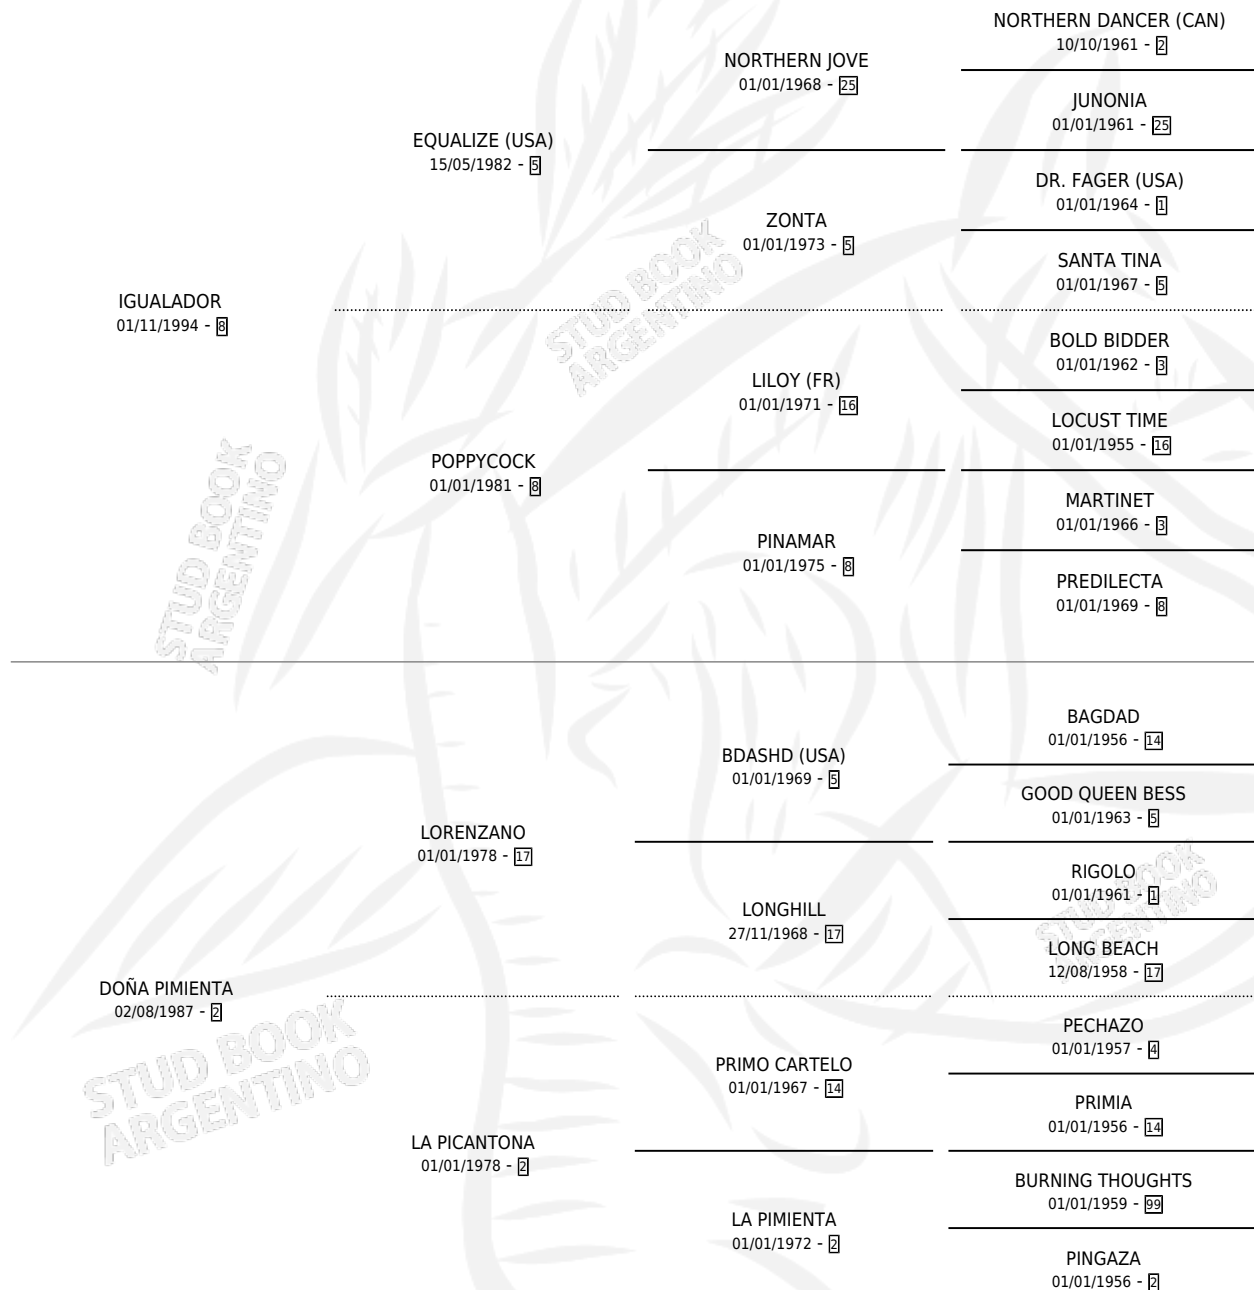 NORTHERN DANCER (CAN)
10/10/1961 - 2
NORTHERN JOVE
01/01/1968 - 25
JUNONIA
01/01/1961 - 25
EQUALIZE (USA)
15/05/1982 - 5
DR. FAGER (USA)
01/01/1964 - 1
ZONTA
01/01/1973 - 5
SANTA TINA
01/01/1967 - 5
IGUALADOR
01/11/1994 - 8
BOLD BIDDER
01/01/1962 - 3
LILOY (FR)
01/01/1971 - 16
LOCUST TIME
01/01/1955 - 16
POPPYCOCK
01/01/1981 - 8
MARTINET
01/01/1966 - 3
PINAMAR
01/01/1975 - 8
PREDILECTA
01/01/1969 - 8
BAGDAD
01/01/1956 - 14
BDASHD (USA)
01/01/1969 - 5
GOOD QUEEN BESS
01/01/1963 - 5
LORENZANO
01/01/1978 - 17
RIGOLO
01/01/1961 - 1
LONGHILL
27/11/1968 - 17
LONG BEACH
12/08/1958 - 17
DOÑA PIMIENTA
02/08/1987 - 2
PECHAZO
01/01/1957 - 4
PRIMO CARTELO
01/01/1967 - 14
PRIMIA
01/01/1956 - 14
LA PICANTONA
01/01/1978 - 2
BURNING THOUGHTS
01/01/1959 - 99
LA PIMIENTA
01/01/1972 - 2
PINGAZA
01/01/1956 - 2
STUD BOOK
ARGENTINO
STUD BOOK
ARGENTINO
STUD BOOK
ARGENTINO
STUD BOOK
ARGENTINO